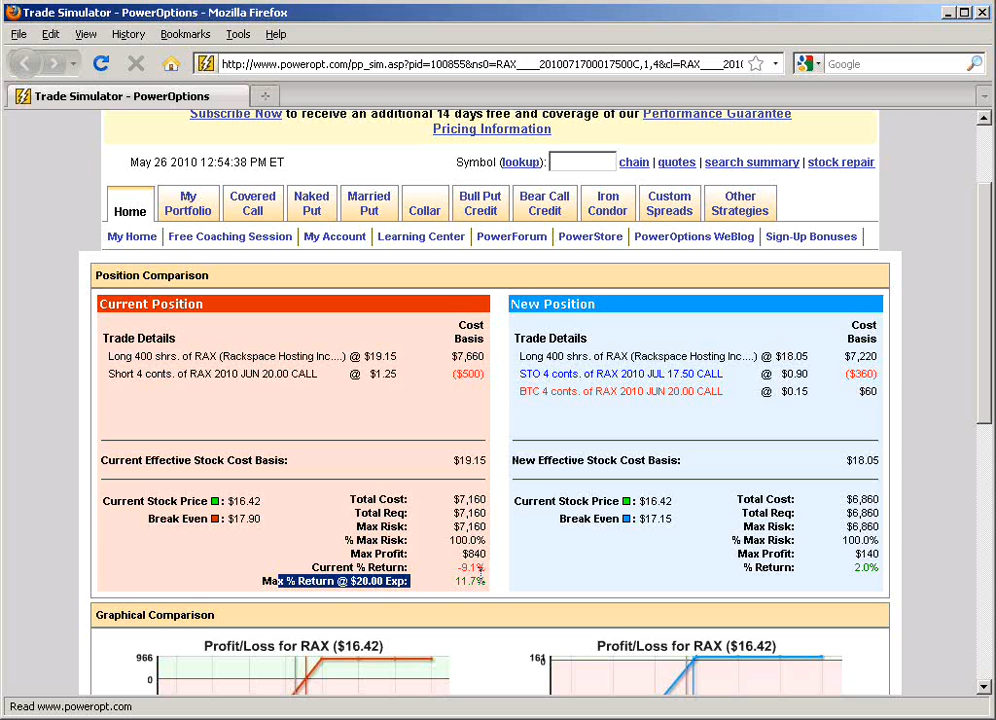 Trade Simulator - PowerOptions - Mozilla Firefox
File Edit View History Bookmarks Tools Help
http://www.poweropt.com/pp_sim.asp?pid=100855&ns0=RAX____2010071700017500C,1,4&cl=RAX____2010
Google
Trade Simulator - PowerOptions
Subscribe Now to receive an additional 14 days free and coverage of our Performance Guarantee
Pricing Information
May 26 2010 12:54:38 PM ET Symbol (lookup): chain | quotes | search summary | stock repair
Home My Portfolio Covered Call Naked Put Married Put Collar Bull Put Credit Bear Call Credit Iron Condor Custom Spreads Other Strategies
My Home Free Coaching Session My Account Learning Center PowerForum PowerStore PowerOptions WeBlog Sign-Up Bonuses
Position Comparison
Current Position
Trade Details Cost Basis
Long 400 shrs. of RAX (Rackspace Hosting Inc....) @ $19.15 $7,660
Short 4 conts. of RAX 2010 JUN 20.00 CALL @ $1.25 ($500)
Current Effective Stock Cost Basis: $19.15
Current Stock Price : $16.42
Break Even : $17.90
Total Cost: $7,160
Total Req: $7,160
Max Risk: $7,160
% Max Risk: 100.0%
Max Profit: $840
Current % Return: -9.1%
Max % Return @ $20.00 Exp: 11.7%
New Position
Trade Details Cost Basis
Long 400 shrs. of RAX (Rackspace Hosting Inc....) @ $18.05 $7,220
STO 4 conts. of RAX 2010 JUL 17.50 CALL @ $0.90 ($360)
BTC 4 conts. of RAX 2010 JUN 20.00 CALL @ $0.15 $60
New Effective Stock Cost Basis: $18.05
Current Stock Price : $16.42
Break Even : $17.15
Total Cost: $6,860
Total Req: $6,860
Max Risk: $6,860
% Max Risk: 100.0%
Max Profit: $140
% Return: 2.0%
Graphical Comparison
Profit/Loss for RAX ($16.42)
966
0
Profit/Loss for RAX ($16.42)
Read www.poweropt.com